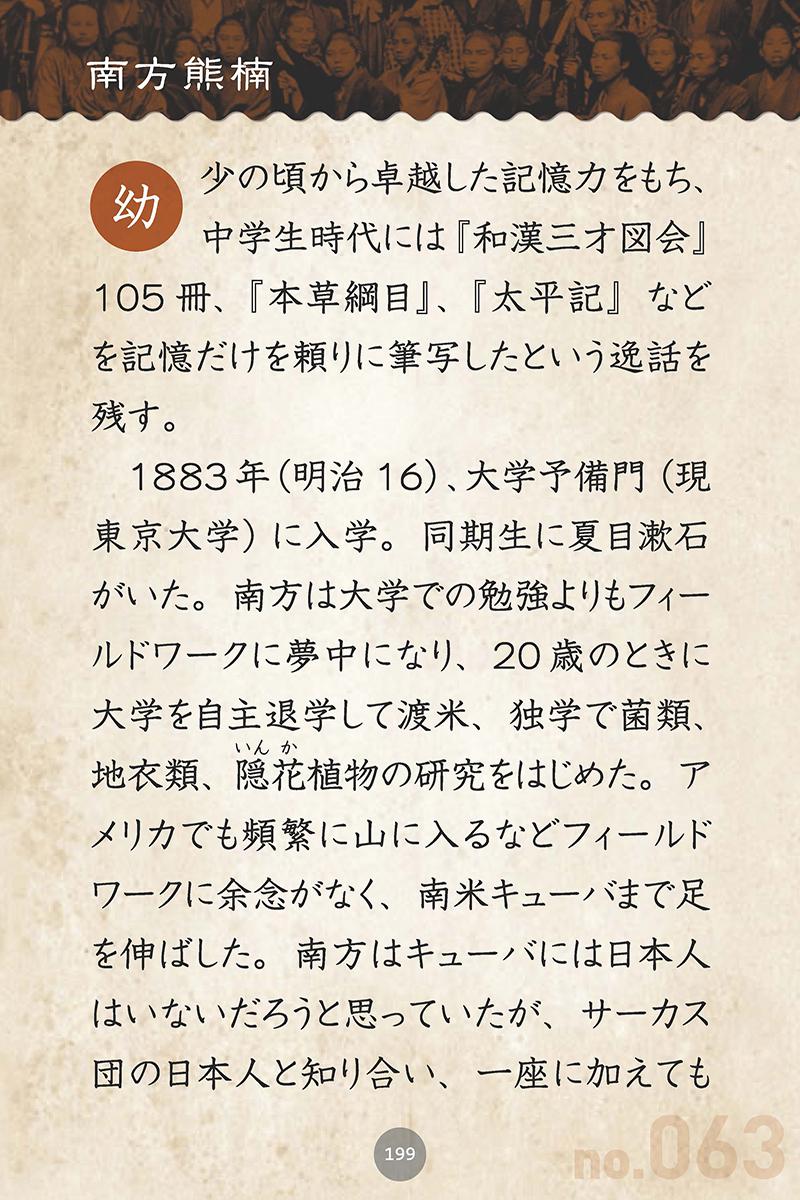 南方熊楠
幼少の頃から卓越した記憶力をもち、
中学生時代には『和漢三才図会』
105冊、『本草綱目』、『太平記』など
を記憶だけを頼りに筆写したという逸話を
残す。
1883年（明治16）、大学予備門（現
東京大学）に入学。同期生に夏目漱石
がいた。南方は大学での勉強よりもフィー
ルドワークに夢中になり、20歳のときに
大学を自主退学して渡米、独学で菌類、
いんか
地衣類、隠花植物の研究をはじめた。ア
メリカでも頻繁に山に入るなどフィールド
ワークに余念がなく、南米キューバまで足
を伸ばした。南方はキューバには日本人
はいないだろうと思っていたが、サーカス
団の日本人と知り合い、一座に加えても
199
no.063